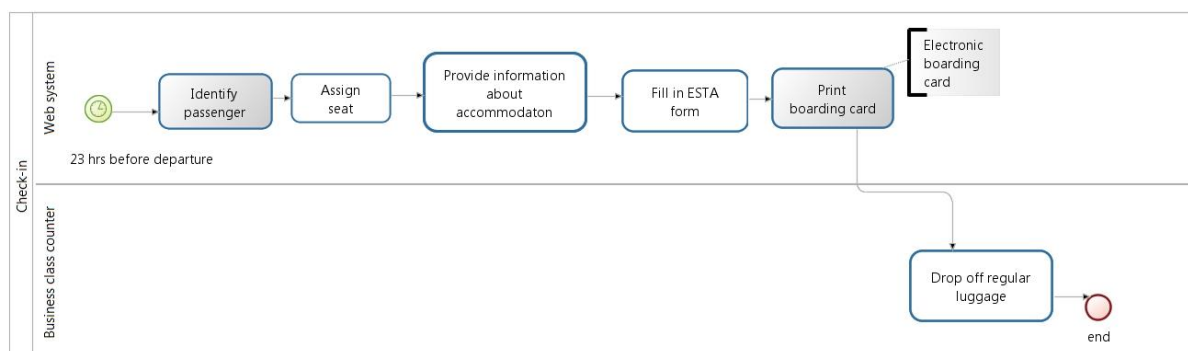 Check-in
Web system
23 hrs before departure
Identify
passenger
Assign
seat
Provide information
about
accommodaton
Fill in ESTA
form
Print
boarding card
Electronic
boarding
card
Business class counter
Drop off regular
luggage
end